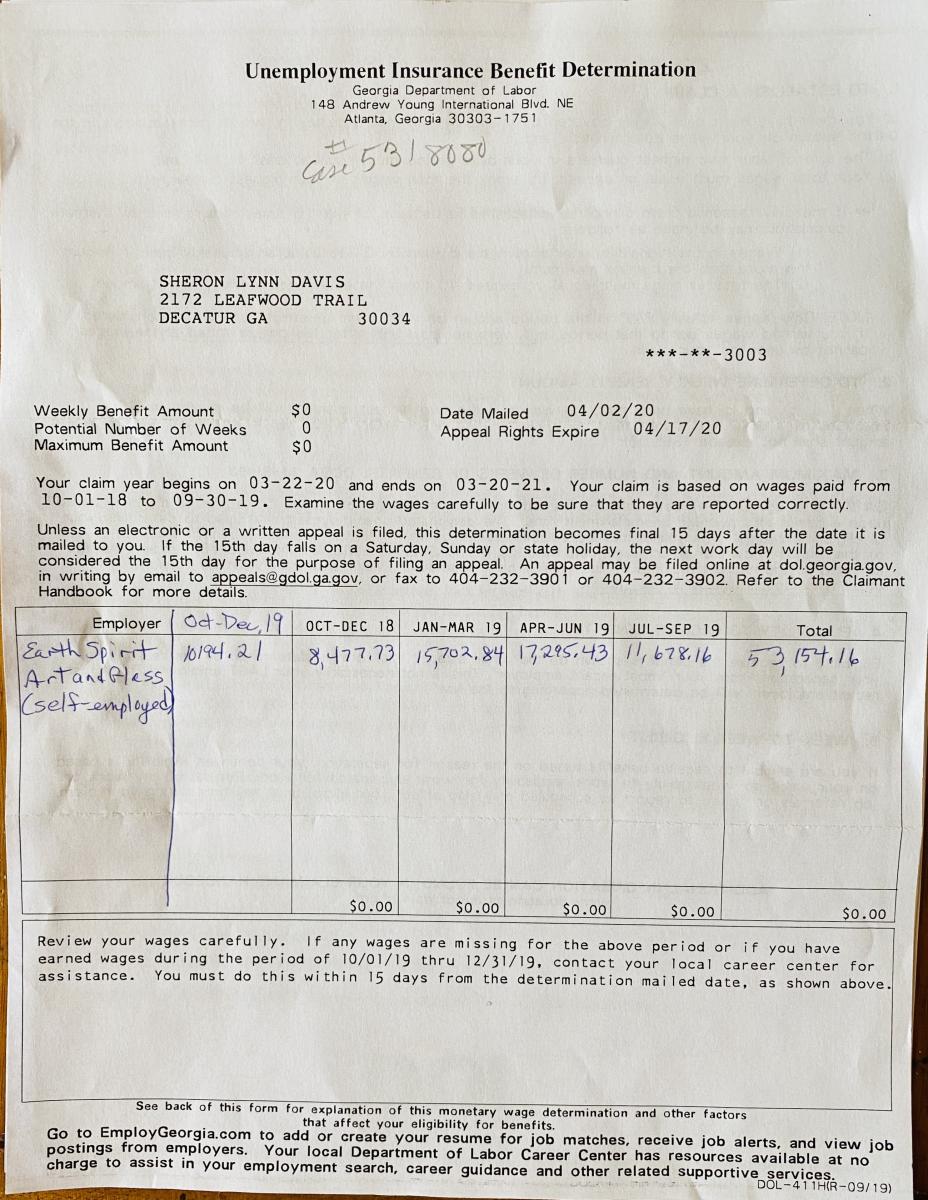 Unemployment Insurance Benefit Determination
Georgia Department of Labor
148 Andrew Young International Blvd. NE
Atlanta, Georgia 30303-1751
Case # 5318080
SHERON LYNN DAVIS
2172 LEAFWOOD TRAIL
DECATUR GA 30034
***-**-3003
Weekly Benefit Amount $0
Potential Number of Weeks 0
Maximum Benefit Amount $0
Date Mailed 04/02/20
Appeal Rights Expire 04/17/20
Your claim year begins on 03-22-20 and ends on 03-20-21. Your claim is based on wages paid from
10-01-18 to 09-30-19. Examine the wages carefully to be sure that they are reported correctly.
Unless an electronic or a written appeal is filed, this determination becomes final 15 days after the date it is
mailed to you. If the 15th day falls on a Saturday, Sunday or state holiday, the next work day will be
considered the 15th day for the purpose of filing an appeal. An appeal may be filed online at dol.georgia.gov,
in writing by email to appeals@gdol.ga.gov, or fax to 404-232-3901 or 404-232-3902. Refer to the Claimant
Handbook for more details.
Employer Oct-Dec, 19 OCT-DEC 18 JAN-MAR 19 APR-JUN 19 JUL-SEP 19 Total
Earth Spirit 10194.21 8,477.73 15,702.84 17,295.43 11,678.16 53,154.16
Art and Glass
(self-employed)
$0.00 $0.00 $0.00 $0.00 $0.00
Review your wages carefully. If any wages are missing for the above period or if you have
earned wages during the period of 10/01/19 thru 12/31/19, contact your local career center for
assistance. You must do this within 15 days from the determination mailed date, as shown above.
See back of this form for explanation of this monetary wage determination and other factors
that affect your eligibility for benefits.
Go to EmployGeorgia.com to add or create your resume for job matches, receive job alerts, and view job
postings from employers. Your local Department of Labor Career Center has resources available at no
charge to assist in your employment search, career guidance and other related supportive services.
DOL-411H(R-09/19)